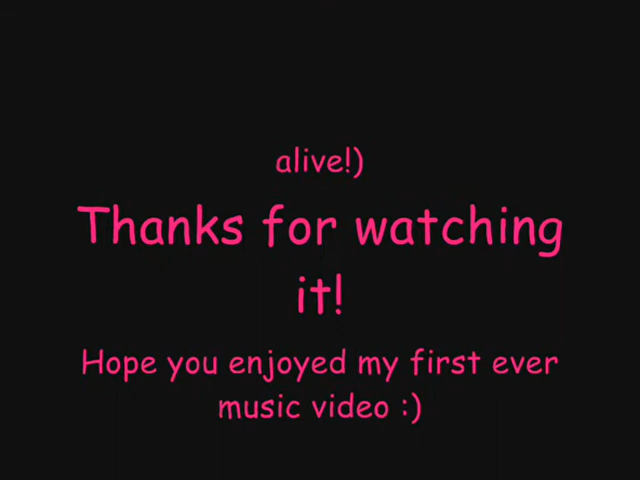 alive!)
Thanks for watching
it!
Hope you enjoyed my first ever
music video :)